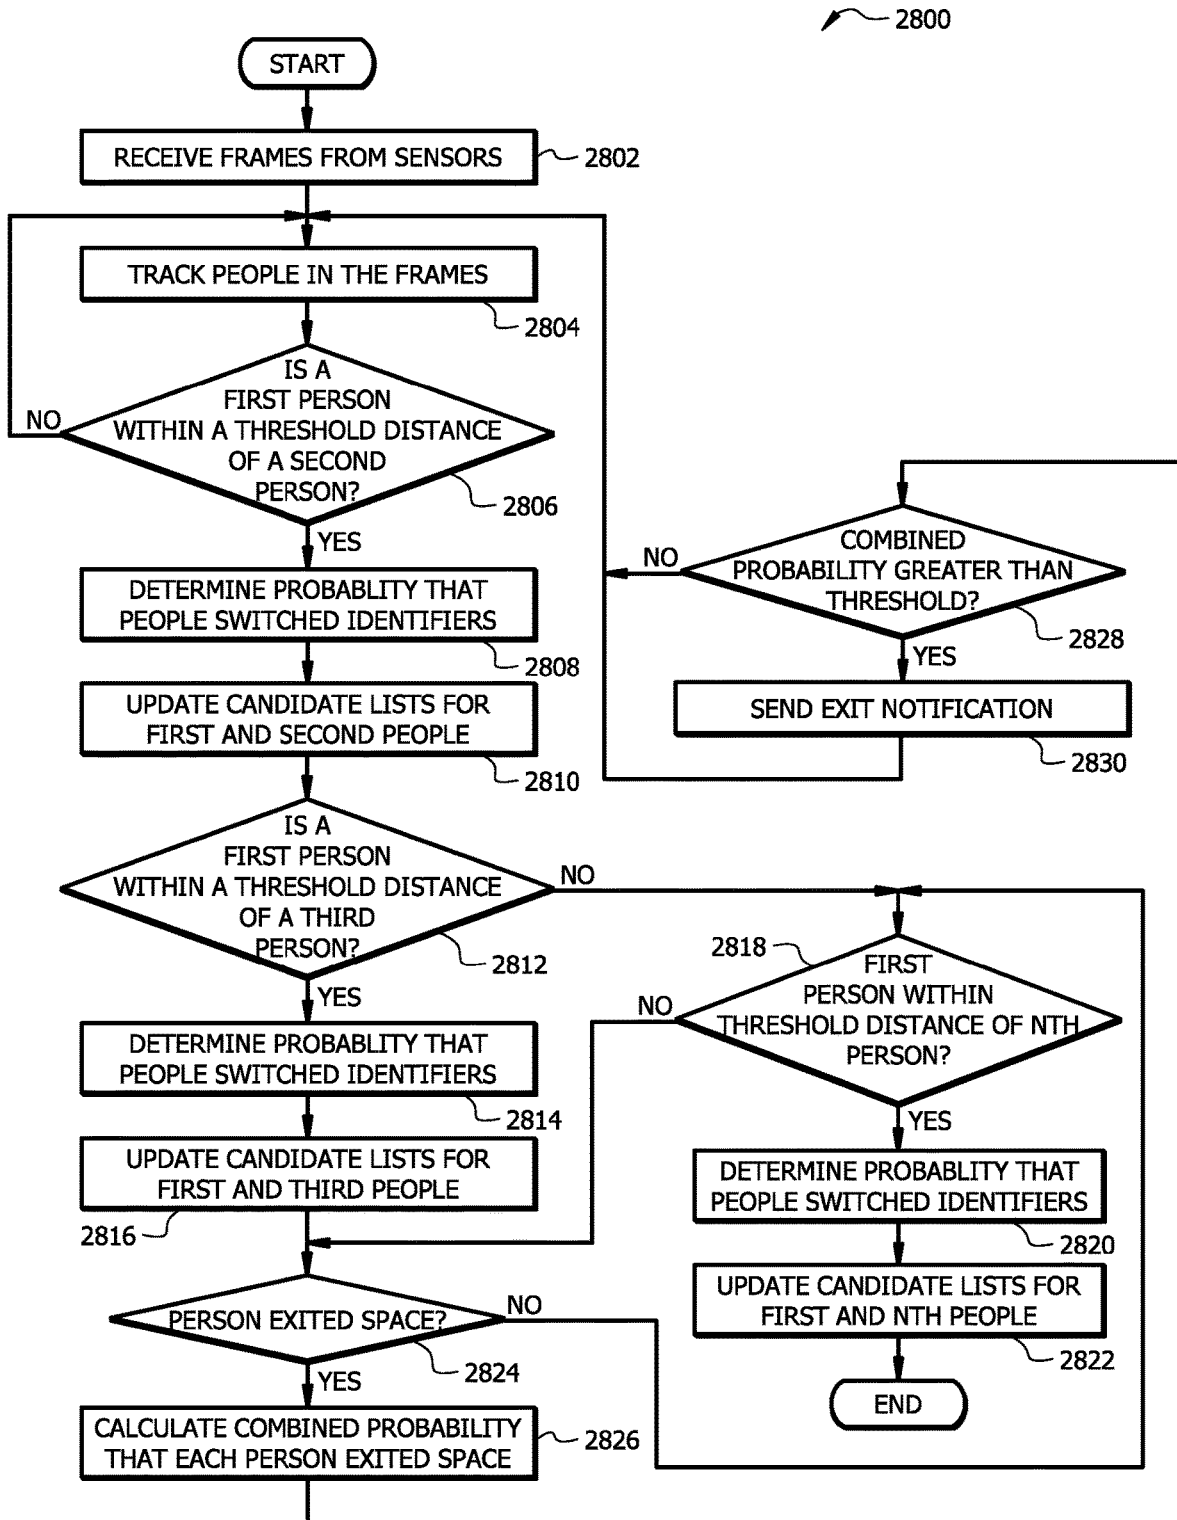 2800
START
RECEIVE FRAMES FROM SENSORS
2802
TRACK PEOPLE IN THE FRAMES
2804
IS A
FIRST PERSON
WITHIN A THRESHOLD DISTANCE
OF A SECOND
PERSON?
NO
2806
YES
DETERMINE PROBABLITY THAT
PEOPLE SWITCHED IDENTIFIERS
2808
UPDATE CANDIDATE LISTS FOR
FIRST AND SECOND PEOPLE
2810
IS A
FIRST PERSON
WITHIN A THRESHOLD DISTANCE
OF A THIRD
PERSON?
NO
2812
YES
DETERMINE PROBABLITY THAT
PEOPLE SWITCHED IDENTIFIERS
2814
UPDATE CANDIDATE LISTS FOR
FIRST AND THIRD PEOPLE
2816
PERSON EXITED SPACE?
NO
2824
YES
CALCULATE COMBINED PROBABILITY
THAT EACH PERSON EXITED SPACE
2826
COMBINED
PROBABILITY GREATER THAN
THRESHOLD?
NO
2828
YES
SEND EXIT NOTIFICATION
2830
2818
FIRST
PERSON WITHIN
THRESHOLD DISTANCE OF NTH
PERSON?
NO
YES
DETERMINE PROBABLITY THAT
PEOPLE SWITCHED IDENTIFIERS
2820
UPDATE CANDIDATE LISTS FOR
FIRST AND NTH PEOPLE
2822
END